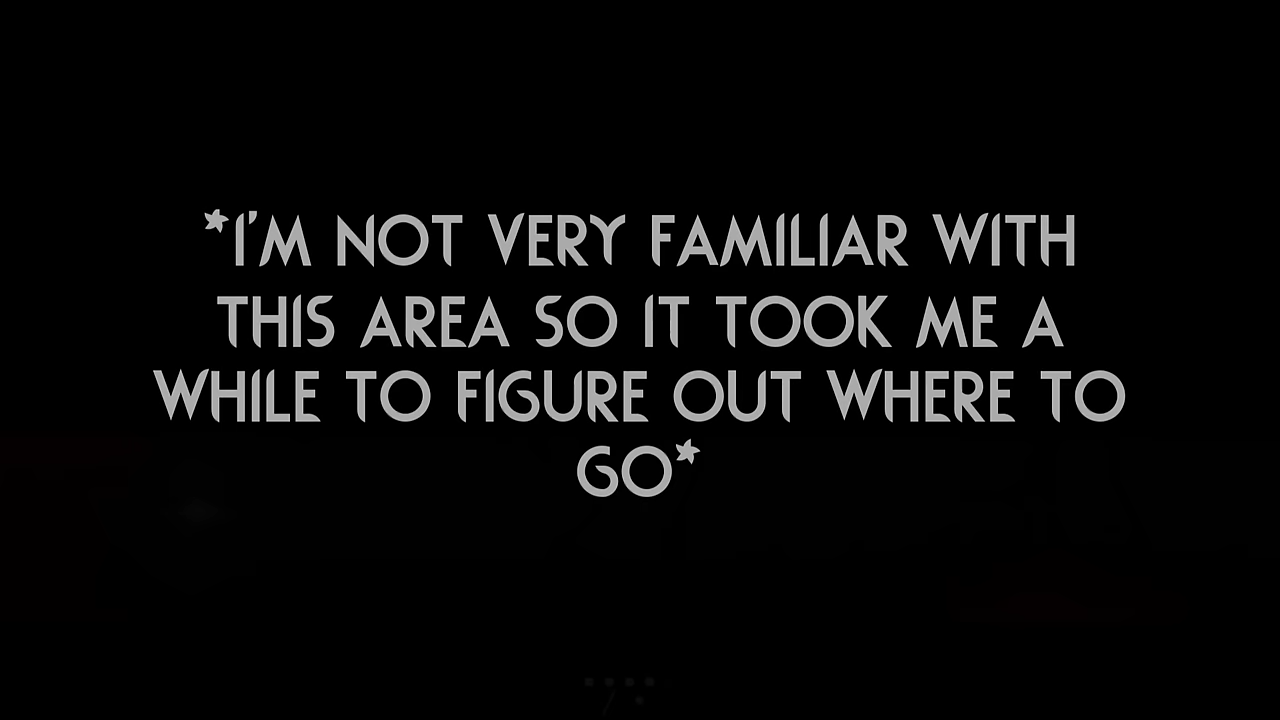 *I'M NOT VERY FAMILIAR WITH
THIS AREA SO IT TOOK ME A
WHILE TO FIGURE OUT WHERE TO
GO*